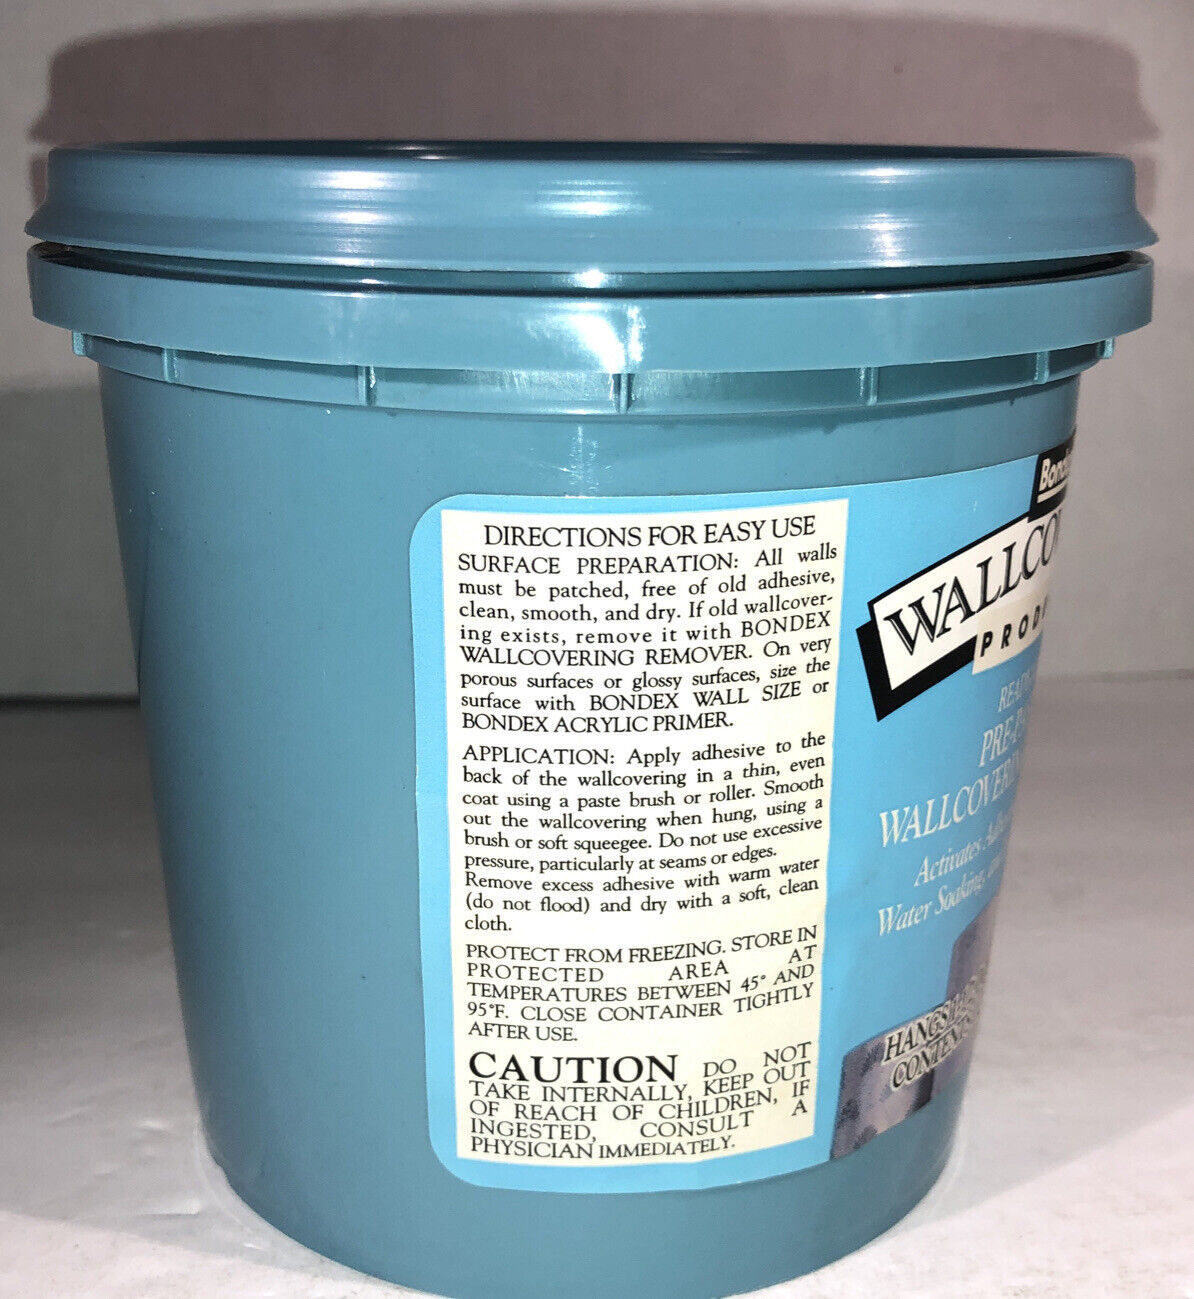 DIRECTIONS FOR EASY USE
SURFACE PREPARATION: All walls
must be patched, free of old adhesive,
clean, smooth, and dry. If old wallcover-
ing exists, remove it with BONDEX
WALLCOVERING REMOVER. On very
porous surfaces or glossy surfaces, size the
surface with BONDEX WALL SIZE or
BONDEX ACRYLIC PRIMER.
APPLICATION: Apply adhesive to the
back of the wallcovering in a thin, even
coat using a paste brush or roller. Smooth
out the wallcovering when hung, using a
brush or soft squeegee. Do not use excessive
pressure, particularly at seams or edges.
Remove excess adhesive with warm water
(do not flood) and dry with a soft, clean
cloth.
PROTECT FROM FREEZING. STORE IN
PROTECTED AREA AT
TEMPERATURES BETWEEN 45° AND
95°F. CLOSE CONTAINER TIGHTLY
AFTER USE.
CAUTION DO NOT
TAKE INTERNALLY, KEEP OUT
OF REACH OF CHILDREN, IF
INGESTED, CONSULT A
PHYSICIAN IMMEDIATELY.
WALLCO
PROD
PRE-P
WALLCOVERIN
Activates
Water Soaking,